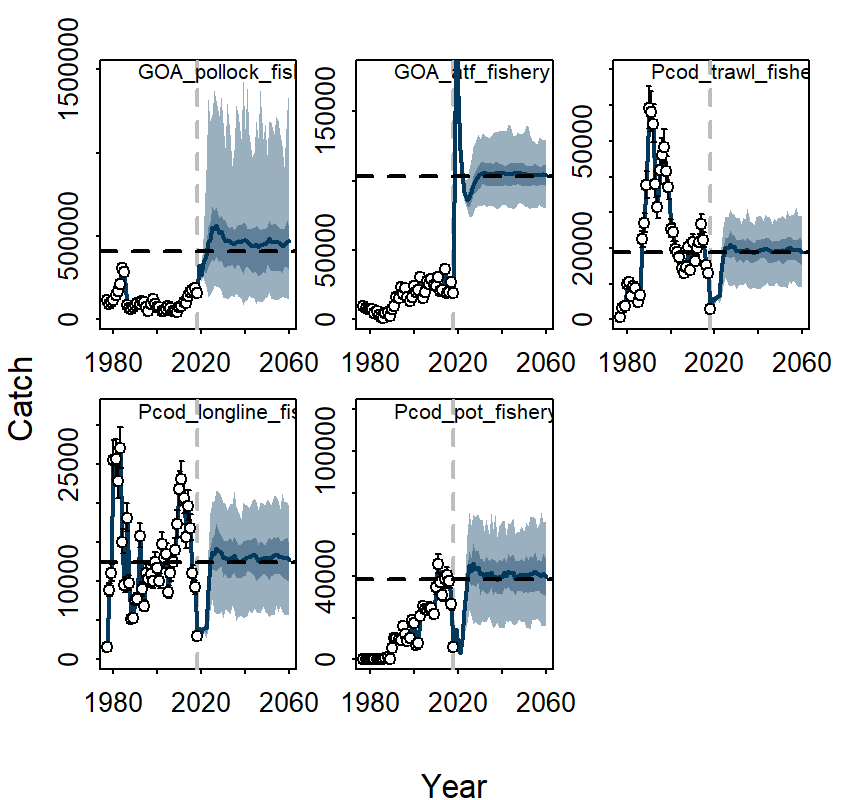 GOA_pollock_fis
GOA_atf_fishery
Pcod_trawl_fishe
1500000
500000
0
150000
50000
0
50000
20000
0
1980 2020 2060
1980 2020 2060
1980 2020 2060
Catch
Pcod_longline_fis
Pcod_pot_fishery
25000
10000
0
100000
40000
0
1980 2020 2060
1980 2020 2060
Year